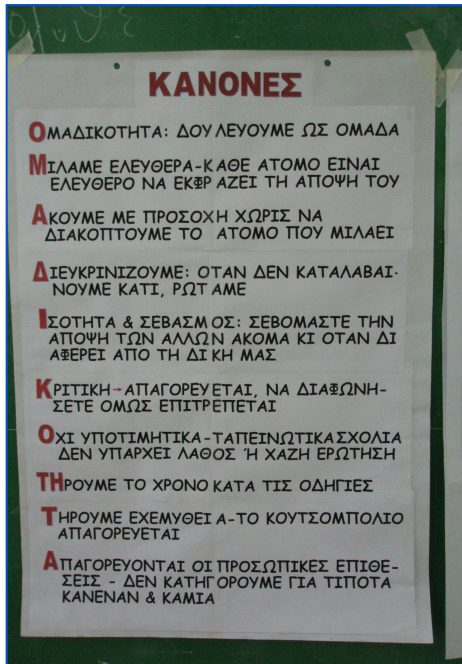 ΚΑΝΟΝΕΣ
ΟΜΑΔΙΚΟΤΗΤΑ: ΔΟΥΛΕΥΟΥΜΕ ΩΣ ΟΜΑΔΑ
ΜΙΛΑΜΕ ΕΛΕΥΘΕΡΑ-ΚΑΘΕ ΑΤΟΜΟ ΕΙΝΑΙ
ΕΛΕΥΘΕΡΟ ΝΑ ΕΚΦΡΑΖΕΙ ΤΗ ΑΠΟΨΗ ΤΟΥ
ΑΚΟΥΜΕ ΜΕ ΠΡΟΣΟΧΗ ΧΩΡΙΣ ΝΑ
ΔΙΑΚΟΠΤΟΥΜΕ ΤΟ ΑΤΟΜΟ ΠΟΥ ΜΙΛΑΕΙ
ΔΙΕΥΚΡΙΝΙΖΟΥΜΕ: ΟΤΑΝ ΔΕΝ ΚΑΤΑΛΑΒΑΙ-
ΝΟΥΜΕ ΚΑΤΙ, ΡΩΤΑΜΕ
ΙΣΟΤΗΤΑ & ΣΕΒΑΣΜΟΣ: ΣΕΒΟΜΑΣΤΕ ΤΗΝ
ΑΠΟΨΗ ΤΩΝ ΑΛΛΩΝ ΑΚΟΜΑ ΚΙ ΟΤΑΝ ΔΙ
ΑΦΕΡΕΙ ΑΠΟ ΤΗ ΔΙΚΗ ΜΑΣ
ΚΡΙΤΙΚΗ→ΑΠΑΓΟΡΕΥΕΤΑΙ, ΝΑ ΔΙΑΦΩΝΗ-
ΣΕΤΕ ΟΜΩΣ ΕΠΙΤΡΕΠΕΤΑΙ
ΟΧΙ ΥΠΟΤΙΜΗΤΙΚΑ-ΤΑΠΕΙΝΩΤΙΚΑ ΣΧΟΛΙΑ
ΔΕΝ ΥΠΑΡΧΕΙ ΛΑΘΟΣ Ή ΧΑΖΗ ΕΡΩΤΗΣΗ
ΤΗΡΟΥΜΕ ΤΟ ΧΡΟΝΟ ΚΑΤΑ ΤΙΣ ΟΔΗΓΙΕΣ
ΤΗΡΟΥΜΕ ΕΧΕΜΥΘΕΙΑ-ΤΟ ΚΟΥΤΣΟΜΠΟΛΙΟ
ΑΠΑΓΟΡΕΥΕΤΑΙ
ΑΠΑΓΟΡΕΥΟΝΤΑΙ ΟΙ ΠΡΟΣΩΠΙΚΕΣ ΕΠΙΘΕ-
ΣΕΙΣ - ΔΕΝ ΚΑΤΗΓΟΡΟΥΜΕ ΓΙΑ ΤΙΠΟΤΑ
ΚΑΝΕΝΑΝ & ΚΑΜΙΑ